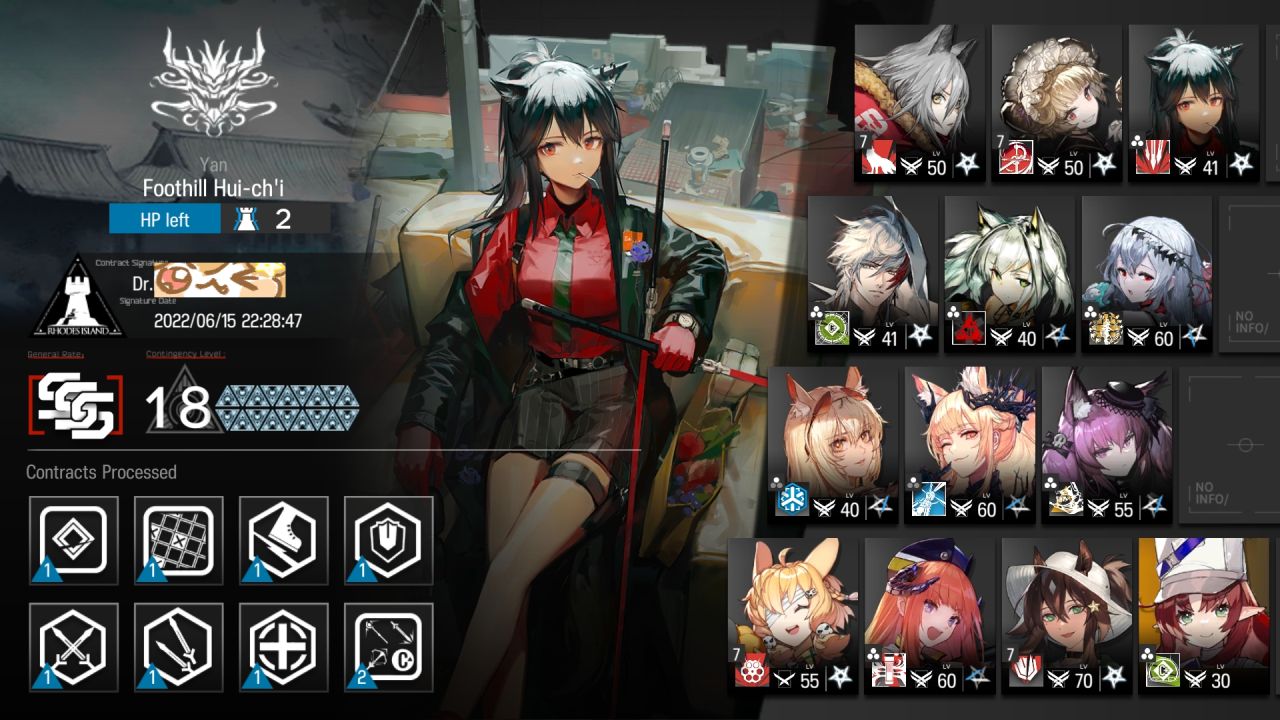 Yan
Foothill Hui-ch'i
HP left 2
Contract Signature
Dr.
Signature Date
2022/06/15 22:28:47
RHODES ISLAND
General Rate:
Contingency Level:
SSS
18
Contracts Processed
1 1 1 1
1 1 1 2
7 LV 50
7 LV 50
LV 41
LV 41
LV 40
LV 60
NO INFO/
LV 40
LV 60
LV 55
NO INFO/
7 LV 55
LV 60
7 LV 70
LV 30